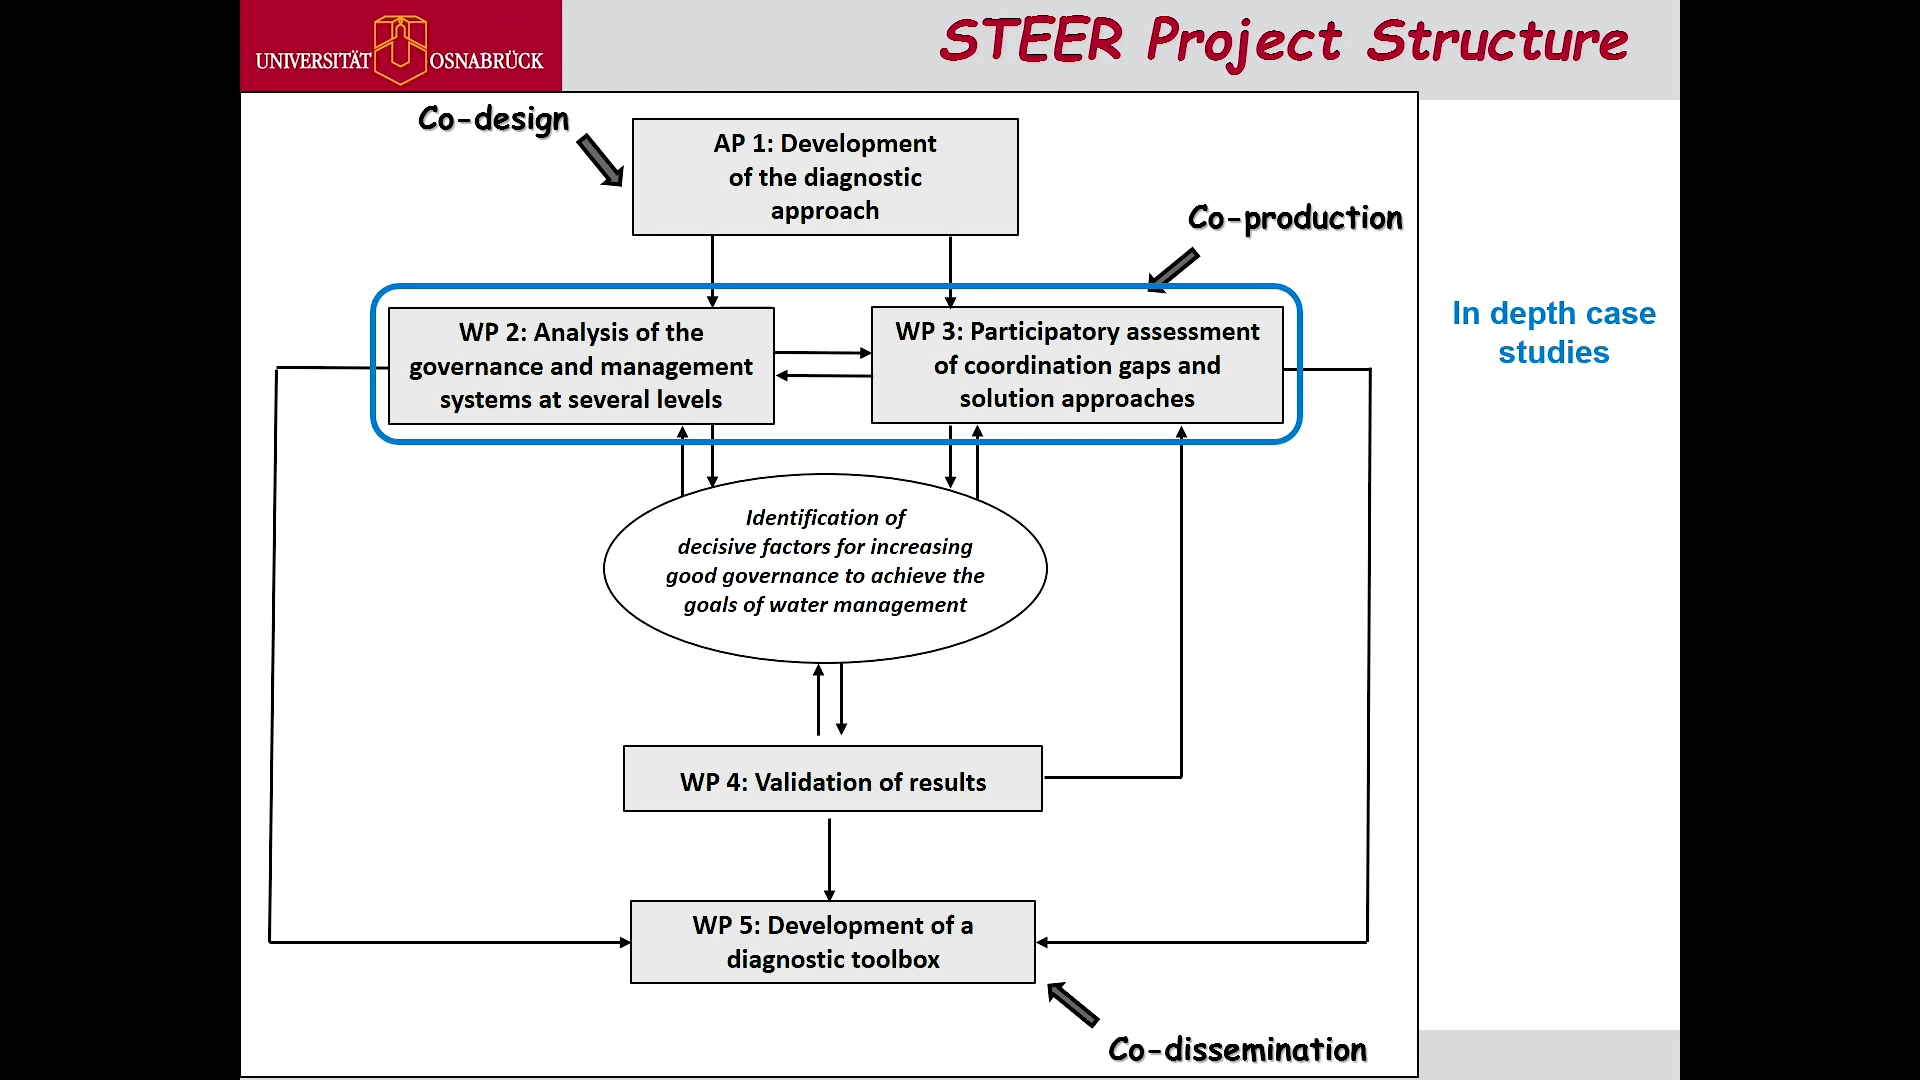 UNIVERSITÄT OSNABRÜCK
STEER Project Structure
Co-design
AP 1: Development
of the diagnostic
approach
Co-production
WP 2: Analysis of the
governance and management
systems at several levels
WP 3: Participatory assessment
of coordination gaps and
solution approaches
In depth case
studies
Identification of
decisive factors for increasing
good governance to achieve the
goals of water management
WP 4: Validation of results
WP 5: Development of a
diagnostic toolbox
Co-dissemination